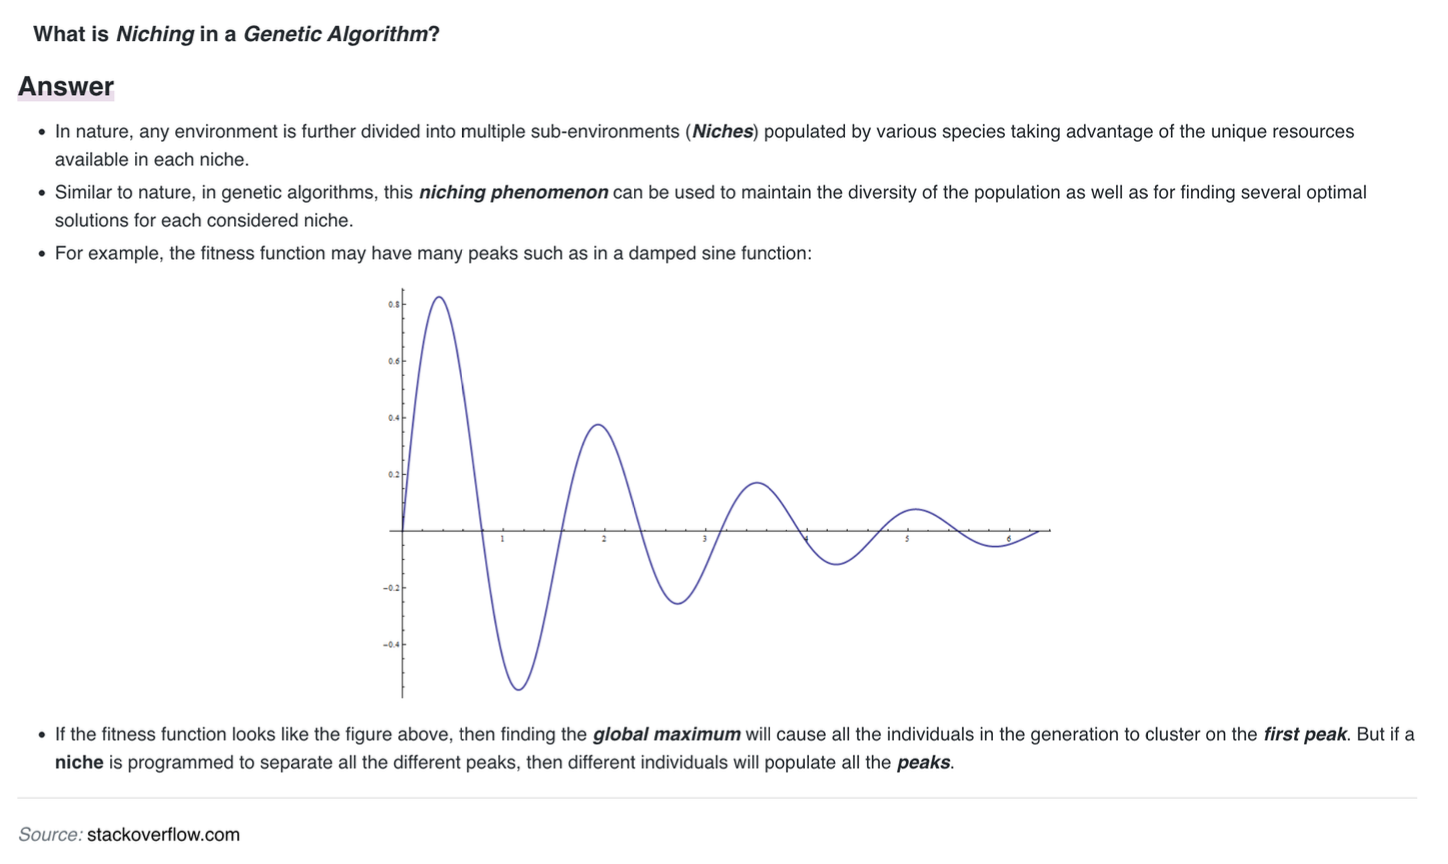 What is Niching in a Genetic Algorithm?
Answer
• In nature, any environment is further divided into multiple sub-environments (Niches) populated by various species taking advantage of the unique resources
available in each niche.
• Similar to nature, in genetic algorithms, this niching phenomenon can be used to maintain the diversity of the population as well as for finding several optimal
solutions for each considered niche.
• For example, the fitness function may have many peaks such as in a damped sine function:
0.8
0.6
0.4
0.2
1 2 3 4 5 6
−0.2
−0.4
• If the fitness function looks like the figure above, then finding the global maximum will cause all the individuals in the generation to cluster on the first peak. But if a
niche is programmed to separate all the different peaks, then different individuals will populate all the peaks.
Source: stackoverflow.com